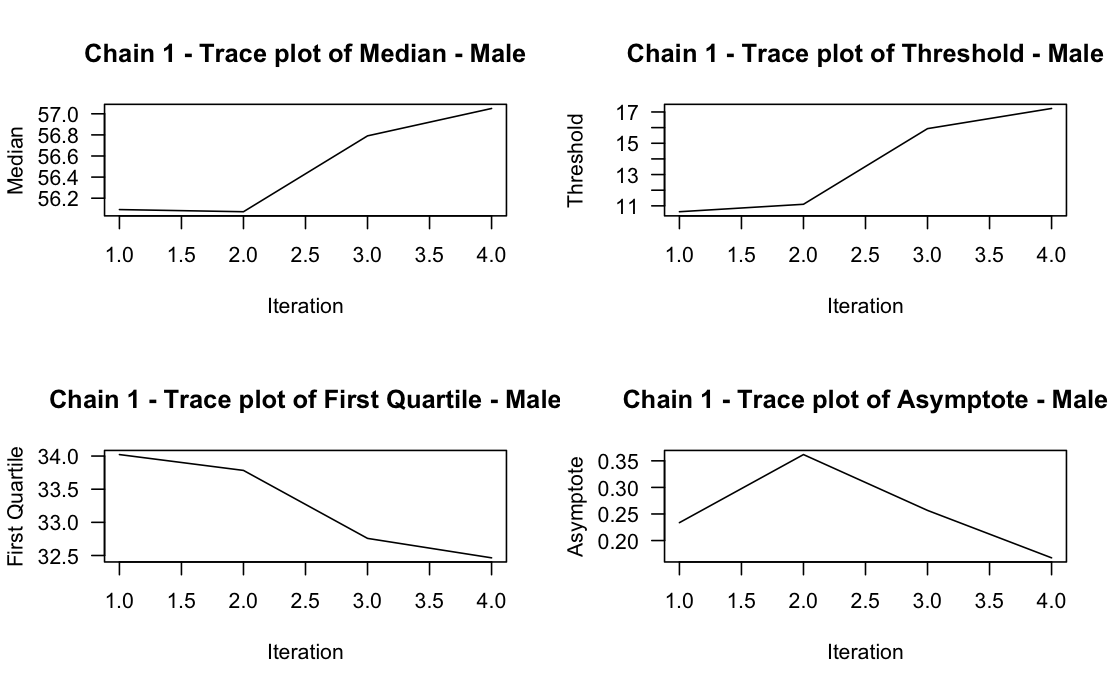 Chain 1 - Trace plot of Median - Male
Median
57.0
56.8
56.6
56.4
56.2
1.0 1.5 2.0 2.5 3.0 3.5 4.0
Iteration
Chain 1 - Trace plot of Threshold - Male
Threshold
17
15
13
11
1.0 1.5 2.0 2.5 3.0 3.5 4.0
Iteration
Chain 1 - Trace plot of First Quartile - Male
First Quartile
34.0
33.5
33.0
32.5
1.0 1.5 2.0 2.5 3.0 3.5 4.0
Iteration
Chain 1 - Trace plot of Asymptote - Male
Asymptote
0.35
0.30
0.25
0.20
1.0 1.5 2.0 2.5 3.0 3.5 4.0
Iteration